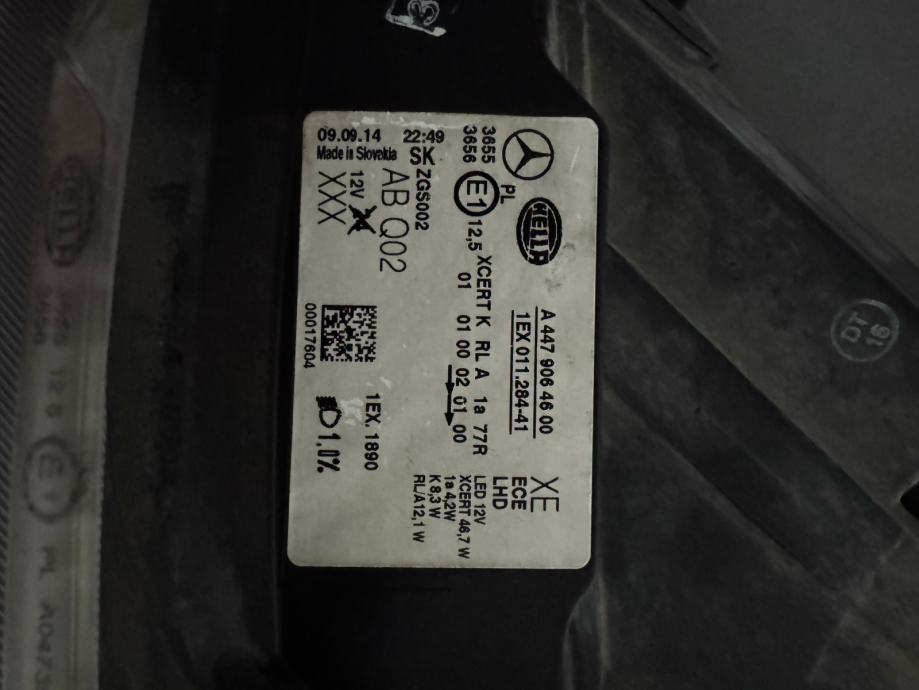 HELLA
A 447 906 46 00
1EX 011.284-41
XE
ECE
LHD
LED 12V
XCERT 46,7 W
1a 4,2W
K 8,3 W
RL/A12,1 W
PL
3655
3656
E1
12,5
XCERT K RL A 1a 77R
01 01 00 02 01 00
09.09.14 22:49
Made in Slovakia SK
ZGS002
AB Q02
12V
XXX
00017604
1EX. 1890
1,0%
DT
16
HELLA
PL